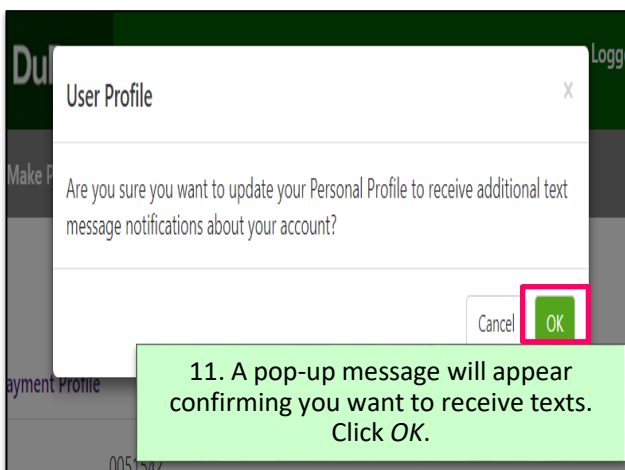 Logg
User Profile
X
Make P
Are you sure you want to update your Personal Profile to receive additional text
message notifications about your account?
Cancel
OK
11. A pop-up message will appear
confirming you want to receive texts.
Click OK.
ayment Profile
0051542